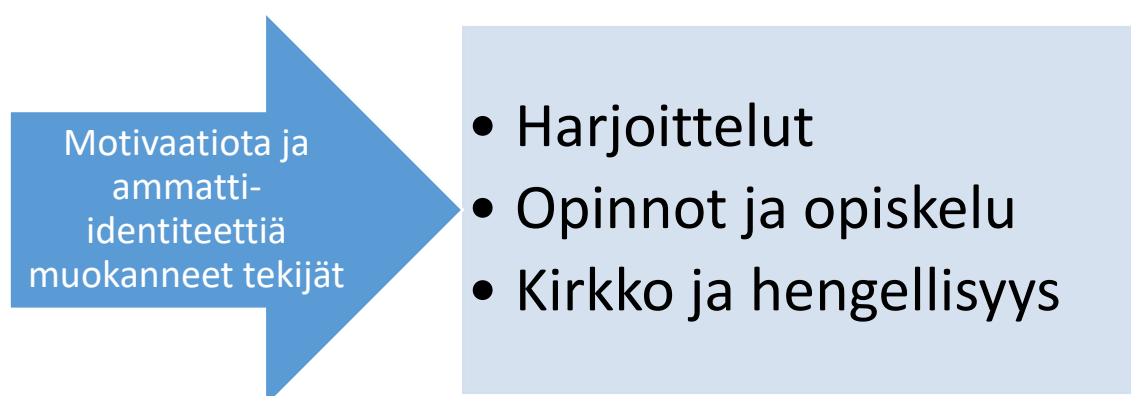 Motivaatiota ja
ammatti-
identiteettiä
muokanneet tekijät
• Harjoittelut
• Opinnot ja opiskelu
• Kirkko ja hengellisyys